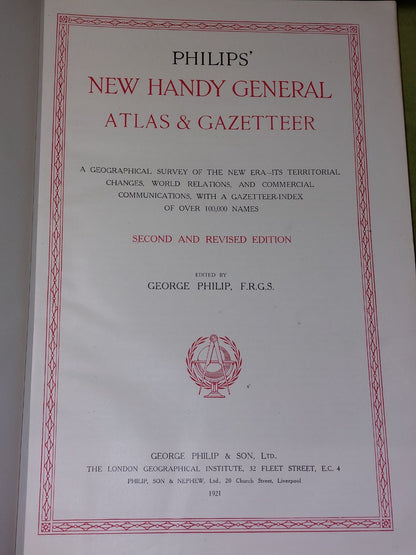 PHILIPS'
NEW HANDY GENERAL
ATLAS & GAZETTEER
A GEOGRAPHICAL SURVEY OF THE NEW ERA—ITS TERRITORIAL
CHANGES, WORLD RELATIONS, AND COMMERCIAL
COMMUNICATIONS, WITH A GAZETTEER-INDEX
OF OVER 100,000 NAMES
SECOND AND REVISED EDITION
EDITED BY
GEORGE PHILIP, F.R.G.S.
GEORGE PHILIP & SON, LTD.
THE LONDON GEOGRAPHICAL INSTITUTE, 32 FLEET STREET, E.C. 4
PHILIP, SON & NEPHEW, Ltd., 20 Church Street, Liverpool
1921